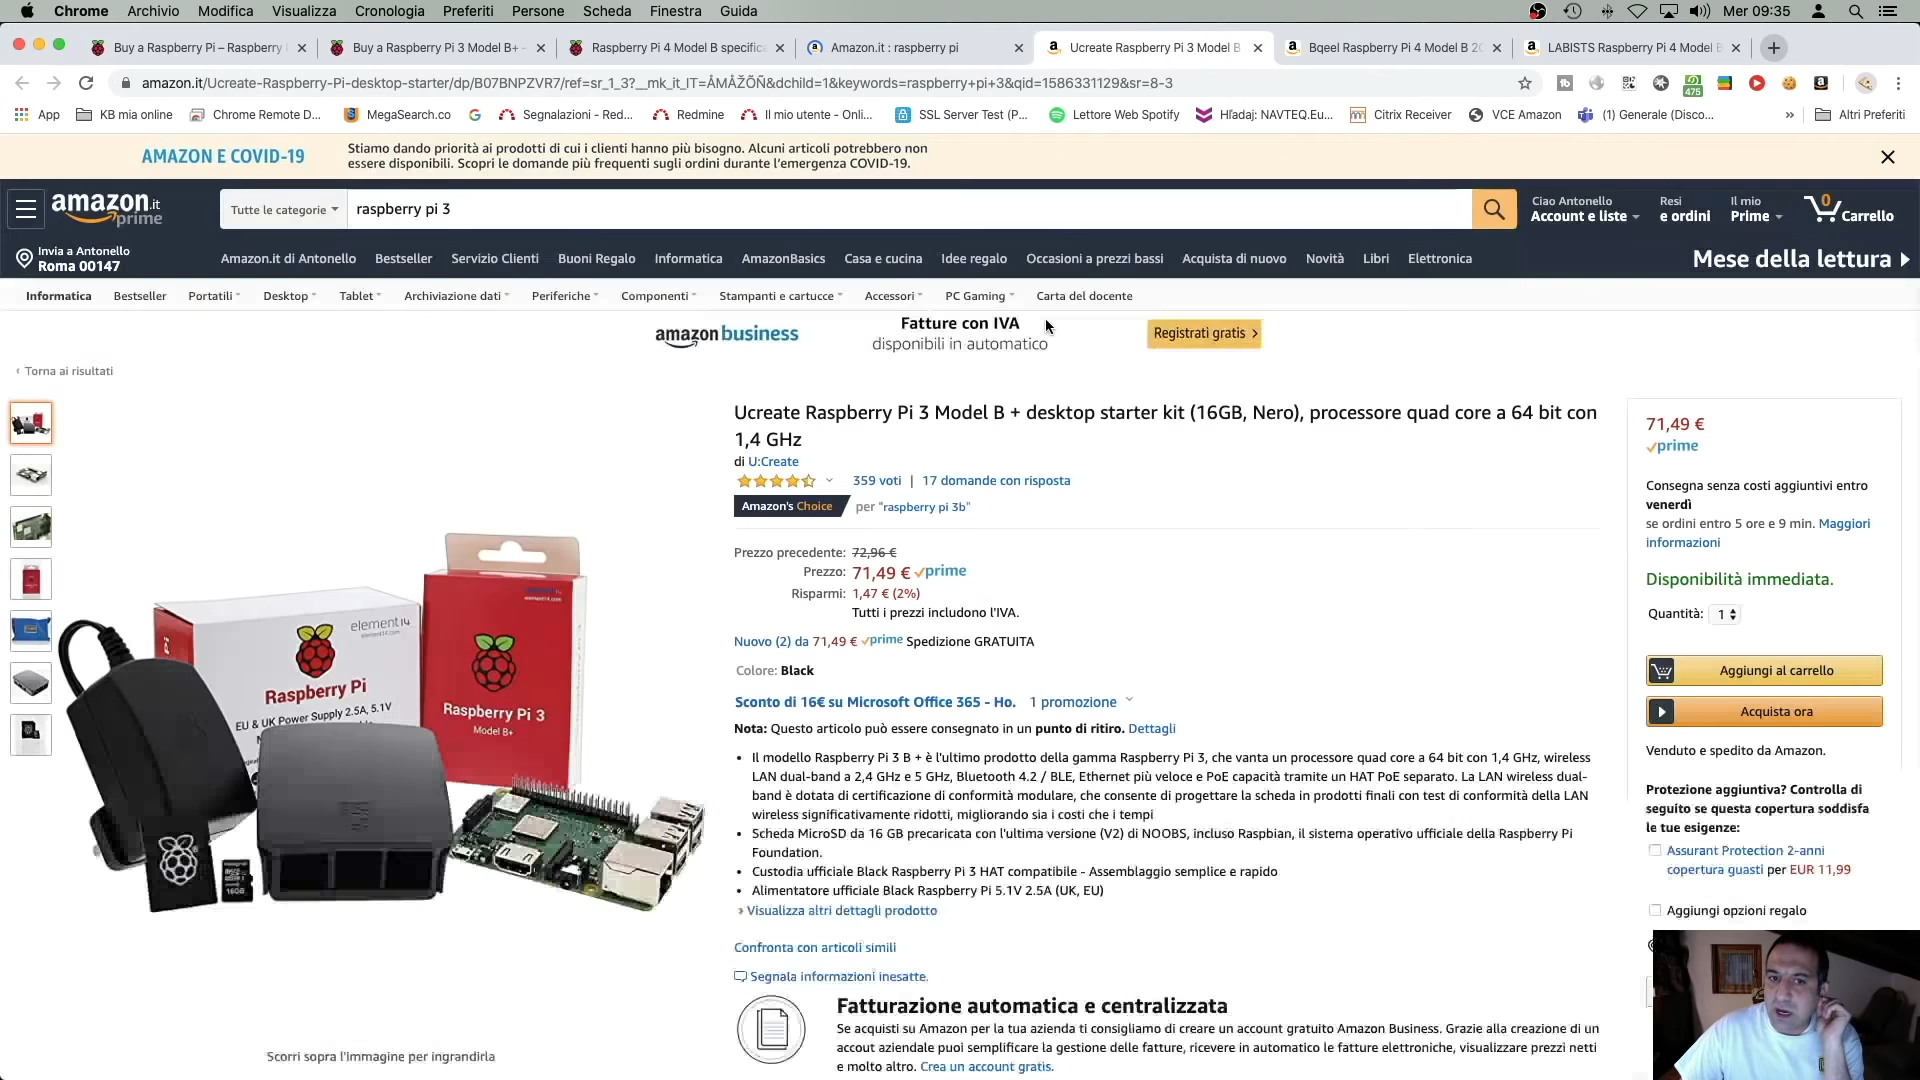 Chrome Archivio Modifica Visualizza Cronologia Preferiti Persone Scheda Finestra Guida Mer 09:35
Buy a Raspberry Pi – Raspberry
Buy a Raspberry Pi 3 Model B+ -
Raspberry Pi 4 Model B specifica
Amazon.it : raspberry pi
Ucreate Raspberry Pi 3 Model B
Bqeel Raspberry Pi 4 Model B 2G
LABISTS Raspberry Pi 4 Model B
amazon.it/Ucreate-Raspberry-Pi-desktop-starter/dp/B07BNPZVR7/ref=sr_1_3?__mk_it_IT=ÅMÅŽÕÑ&dchild=1&keywords=raspberry+pi+3&qid=1586331129&sr=8-3
475
App KB mia online Chrome Remote D... MegaSearch.co Segnalazioni - Red... Redmine Il mio utente - Onli... SSL Server Test (P... Lettore Web Spotify Hľadaj: NAVTEQ.Eu... Citrix Receiver VCE Amazon (1) Generale (Disco... » Altri Preferiti
AMAZON E COVID-19
Stiamo dando priorità ai prodotti di cui i clienti hanno più bisogno. Alcuni articoli potrebbero non
essere disponibili. Scopri le domande più frequenti sugli ordini durante l'emergenza COVID-19.
amazon.it
prime
Tutte le categorie
raspberry pi 3
Ciao Antonello
Account e liste
Resi
e ordini
Il mio
Prime
0
Carrello
Invia a Antonello
Roma 00147
Amazon.it di Antonello Bestseller Servizio Clienti Buoni Regalo Informatica AmazonBasics Casa e cucina Idee regalo Occasioni a prezzi bassi Acquista di nuovo Novità Libri Elettronica
Mese della lettura
Informatica Bestseller Portatili Desktop Tablet Archiviazione dati Periferiche Componenti Stampanti e cartucce Accessori PC Gaming Carta del docente
amazon business
Fatture con IVA
disponibili in automatico
Registrati gratis ›
‹ Torna ai risultati
Ucreate Raspberry Pi 3 Model B + desktop starter kit (16GB, Nero), processore quad core a 64 bit con
1,4 GHz
di U:Create
359 voti | 17 domande con risposta
Amazon's Choice per "raspberry pi 3b"
Prezzo precedente: 72,96 €
Prezzo: 71,49 € prime
Risparmi: 1,47 € (2%)
Tutti i prezzi includono l'IVA.
Nuovo (2) da 71,49 € prime Spedizione GRATUITA
Colore: Black
Sconto di 16€ su Microsoft Office 365 - Ho. 1 promozione
Nota: Questo articolo può essere consegnato in un punto di ritiro. Dettagli
• Il modello Raspberry Pi 3 B + è l'ultimo prodotto della gamma Raspberry Pi 3, che vanta un processore quad core a 64 bit con 1,4 GHz, wireless
LAN dual-band a 2,4 GHz e 5 GHz, Bluetooth 4.2 / BLE, Ethernet più veloce e PoE capacità tramite un HAT PoE separato. La LAN wireless dual-
band è dotata di certificazione di conformità modulare, che consente di progettare la scheda in prodotti finali con test di conformità della LAN
wireless significativamente ridotti, migliorando sia i costi che i tempi
• Scheda MicroSD da 16 GB precaricata con l'ultima versione (V2) di NOOBS, incluso Raspbian, il sistema operativo ufficiale della Raspberry Pi
Foundation.
• Custodia ufficiale Black Raspberry Pi 3 HAT compatibile - Assemblaggio semplice e rapido
• Alimentatore ufficiale Black Raspberry Pi 5.1V 2.5A (UK, EU)
› Visualizza altri dettagli prodotto
Confronta con articoli simili
Segnala informazioni inesatte.
Fatturazione automatica e centralizzata
Se acquisti su Amazon per la tua azienda ti consigliamo di creare un account gratuito Amazon Business. Grazie alla creazione di un
accout aziendale puoi semplificare la gestione delle fatture, ricevere in automatico le fatture elettroniche, visualizzare prezzi netti
e molto altro. Crea un account gratis.
element14
Raspberry Pi
EU & UK Power Supply 2.5A, 5.1V
element14
Raspberry Pi 3
Model B+
16GB
Scorri sopra l'immagine per ingrandirla
71,49 €
prime
Consegna senza costi aggiuntivi entro
venerdì
se ordini entro 5 ore e 9 min. Maggiori
informazioni
Disponibilità immediata.
Quantità: 1
Aggiungi al carrello
Acquista ora
Venduto e spedito da Amazon.
Protezione aggiuntiva? Controlla di
seguito se questa copertura soddisfa
le tue esigenze:
Assurant Protection 2-anni
copertura guasti per EUR 11,99
Aggiungi opzioni regalo